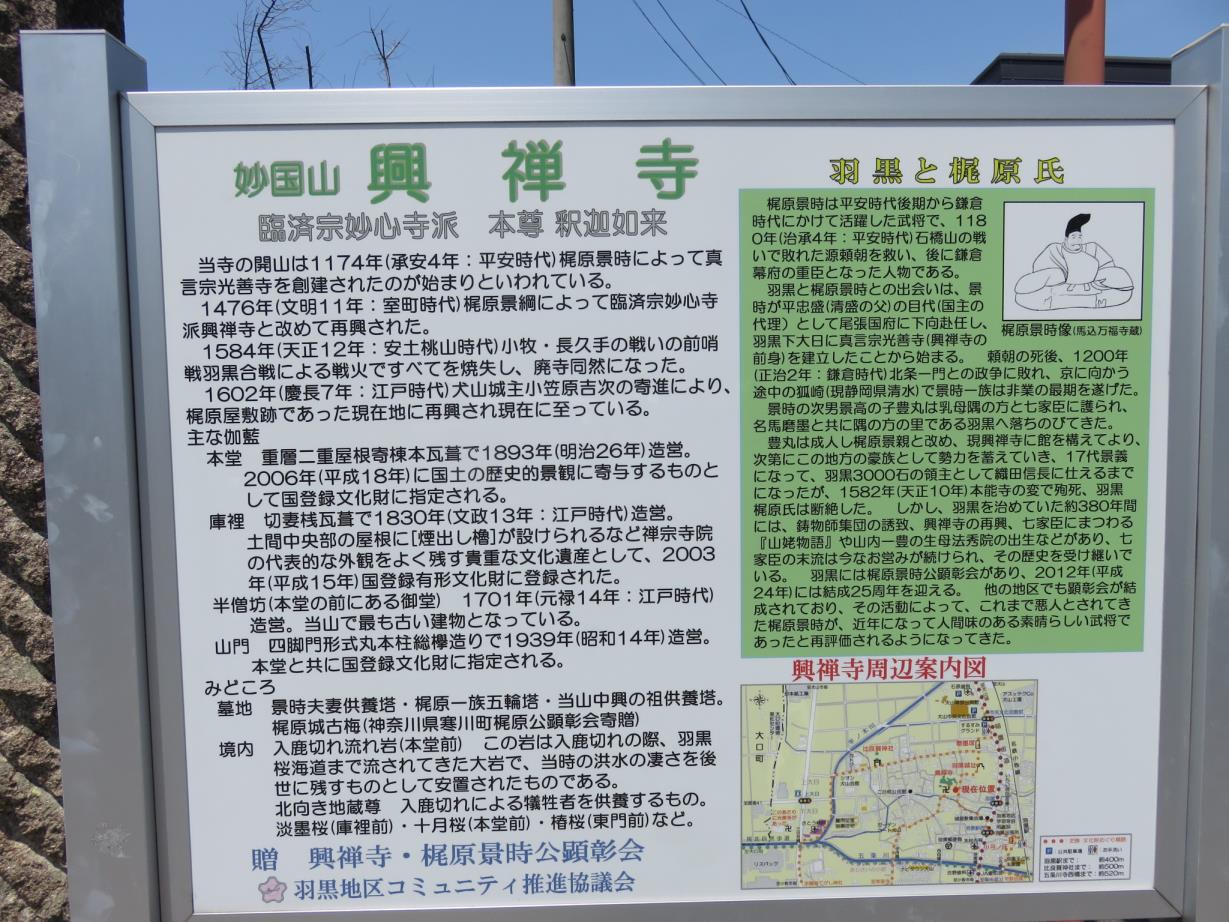 妙国山 興禅寺
臨済宗妙心寺派 本尊 釈迦如来
当寺の開山は1174年(承安4年：平安時代)梶原景時によって真
言宗光善寺を創建されたのが始まりといわれている。
1476年(文明11年：室町時代)梶原景綱によって臨済宗妙心寺
派興禅寺と改めて再興された。
1584年(天正12年：安土桃山時代)小牧・長久手の戦いの前哨
戦羽黒合戦による戦火ですべてを焼失し、廃寺同然になった。
1602年(慶長7年：江戸時代)犬山城主小笠原吉次の寄進により、
梶原屋敷跡であった現在地に再興され現在に至っている。
主な伽藍
本堂 重層二重屋根寄棟本瓦葺で1893年(明治26年)造営。
2006年(平成18年)に国土の歴史的景観に寄与するものと
して国登録文化財に指定される。
庫裡 切妻桟瓦葺で1830年(文政13年：江戸時代)造営。
土間中央部の屋根に[煙出し櫓]が設けられるなど禅宗寺院
の代表的な外観をよく残す貴重な文化遺産として、2003
年(平成15年)国登録有形文化財に登録された。
半僧坊(本堂の前にある御堂) 1701年(元禄14年：江戸時代)
造営。当山で最も古い建物となっている。
山門 四脚門形式丸本柱総欅造りで1939年(昭和14年)造営。
本堂と共に国登録文化財に指定される。
みどころ
墓地 景時夫妻供養塔・梶原一族五輪塔・当山中興の祖供養塔。
梶原城古梅(神奈川県寒川町梶原公顕彰会寄贈)
境内 入鹿切れ流れ岩(本堂前) この岩は入鹿切れの際、羽黒
桜海道まで流されてきた大岩で、当時の洪水の凄さを後
世に残すものとして安置されたものである。
北向き地蔵尊 入鹿切れによる犠牲者を供養するもの。
淡墨桜(庫裡前)・十月桜(本堂前)・椿桜(東門前)など。
贈 興禅寺・梶原景時公顕彰会
羽黒地区コミュニティ推進協議会
羽黒と梶原氏
梶原景時は平安時代後期から鎌倉
時代にかけて活躍した武将で、118
0年(治承4年：平安時代)石橋山の戦
いで敗れた源頼朝を救い、後に鎌倉
幕府の重臣となった人物である。
羽黒と梶原景時との出会いは、景
時が平忠盛(清盛の父)の目代(国主の
代理）として尾張国府に下向赴任し、
羽黒下大日に真言宗光善寺(興禅寺の
前身)を建立したことから始まる。 頼朝の死後、1200年
(正治2年：鎌倉時代)北条一門との政争に敗れ、京に向かう
途中の狐崎(現静岡県清水)で景時一族は非業の最期を遂げた。
景時の次男景高の子豊丸は乳母隅の方と七家臣に護られ、
名馬磨墨と共に隅の方の里である羽黒へ落ちのびてきた。
豊丸は成人し梶原景親と改め、現興禅寺に館を構えてより、
次第にこの地方の豪族として勢力を蓄えていき、17代景義
になって、羽黒3000石の領主として織田信長に仕えるまで
になったが、1582年(天正10年)本能寺の変で殉死、羽黒
梶原氏は断絶した。 しかし、羽黒を治めていた約380年間
には、鋳物師集団の誘致、興禅寺の再興、七家臣にまつわる
『山姥物語』や山内一豊の生母法秀院の出生などがあり、七
家臣の末流は今なお営みが続けられ、その歴史を受け継いで
いる。 羽黒には梶原景時公顕彰会があり、2012年(平成
24年)には結成25周年を迎える。 他の地区でも顕彰会が結
成されており、その活動によって、これまで悪人とされてき
た梶原景時が、近年になって人間味のある素晴らしい武将で
あったと再評価されるようになってきた。
梶原景時像(馬込万福寺蔵)
興禅寺周辺案内図
大口町
比良賀神社
現在位置
五条川
リスパック
羽黒駅まで： 約400m
比良賀神社まで： 約500m
五条川寺西橋まで： 約520m